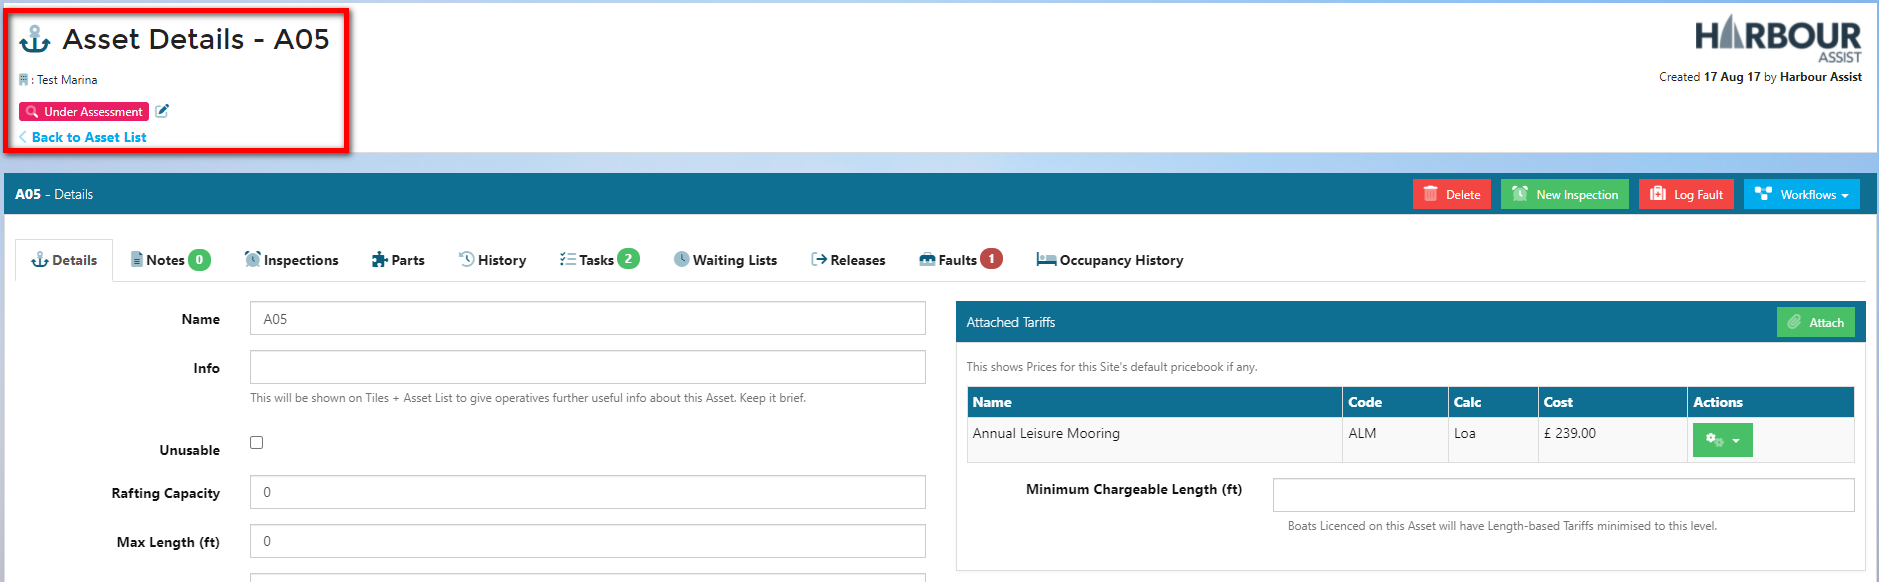 Asset Details - A05
: Test Marina
Under Assessment
Back to Asset List
HARBOUR
ASSIST
Created 17 Aug 17 by Harbour Assist
A05 - Details
Delete
New Inspection
Log Fault
Workflows
Details
Notes 0
Inspections
Parts
History
Tasks 2
Waiting Lists
Releases
Faults 1
Occupancy History
Name
A05
Info
This will be shown on Tiles + Asset List to give operatives further useful info about this Asset. Keep it brief.
Unusable
Rafting Capacity
0
Max Length (ft)
0
Attached Tariffs
Attach
This shows Prices for this Site's default pricebook if any.
Name Code Calc Cost Actions
Annual Leisure Mooring ALM Loa £ 239.00
Minimum Chargeable Length (ft)
Boats Licenced on this Asset will have Length-based Tariffs minimised to this level.